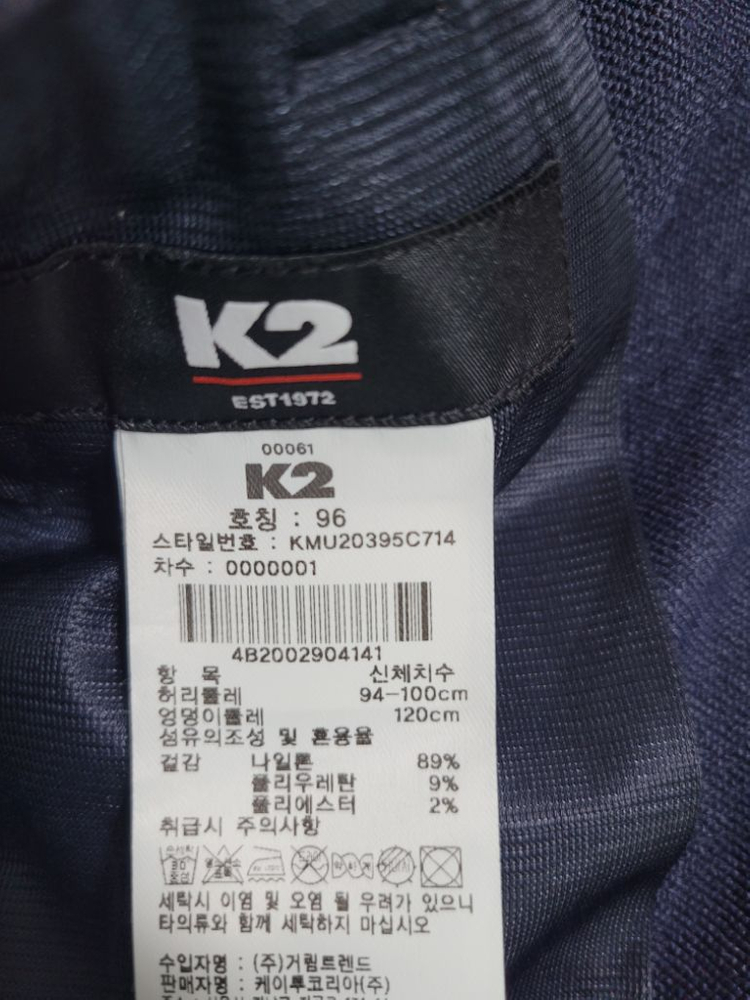 K2
EST1972
00061
K2
호칭 : 96
스타일번호 : KMU20395C714
차수 : 0000001
4B2002904141
항 목 신체치수
허리둘레 94-100cm
엉덩이둘레 120cm
섬유의조성 및 혼용율
겉감 나일론 89%
폴리우레탄 9%
폴리에스터 2%
취급시 주의사항
세탁시 이염 및 오염 될 우려가 있으니
타의류와 함께 세탁하지 마십시오
수입자명 : (주)거림트렌드
판매자명 : 케이투코리아(주)